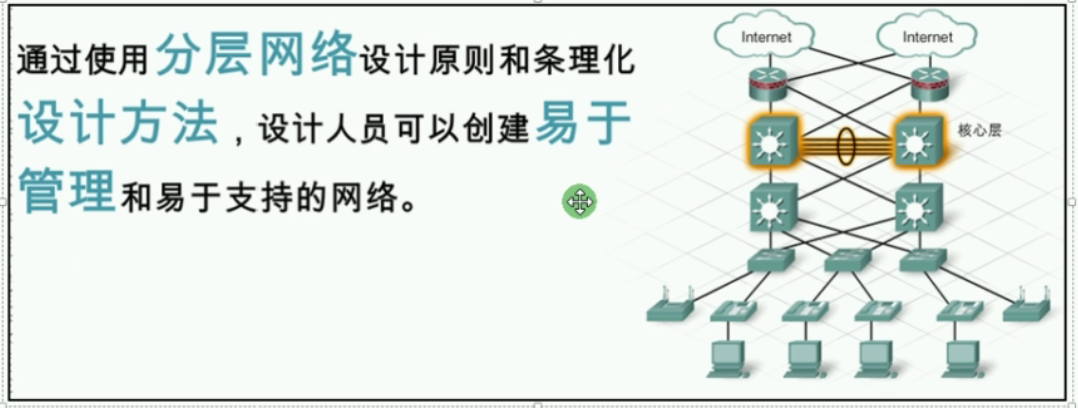 通过使用分层网络设计原则和条理化
设计方法，设计人员可以创建易于
管理和易于支持的网络。
Internet
Internet
核心层